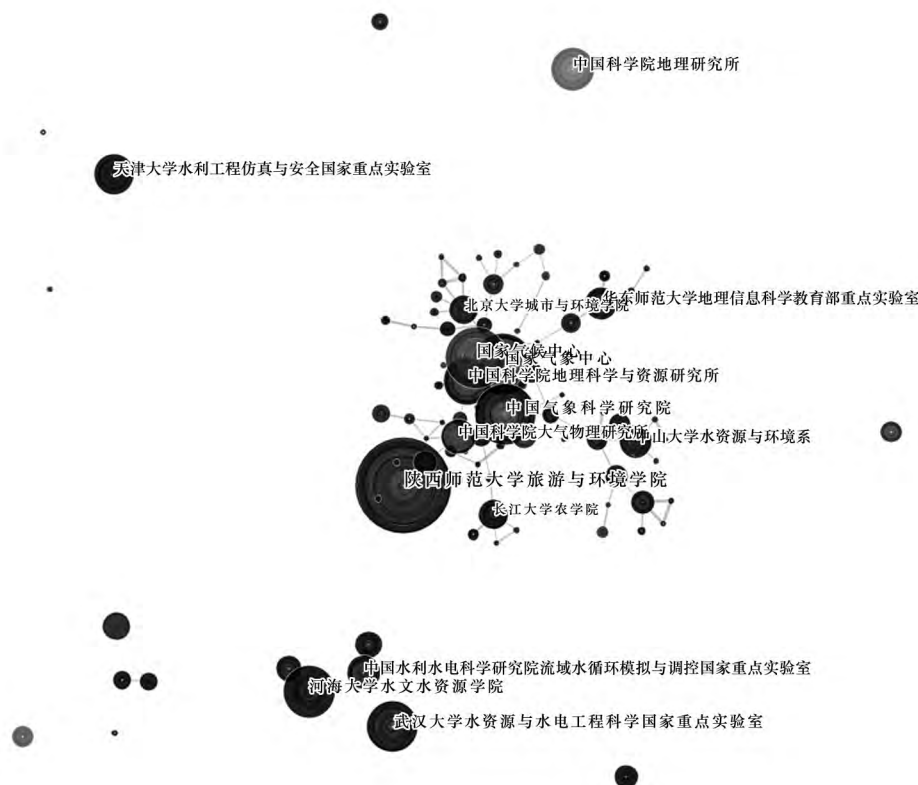 中国科学院地理研究所
天津大学水利工程仿真与安全国家重点实验室
华东师范大学地理信息科学教育部重点实验室
北京大学城市与环境学院
国家气候中心
国家气象中心
中国科学院地理科学与资源研究所
中国气象科学研究院
中国科学院大气物理研究所
中山大学水资源与环境系
陕西师范大学旅游与环境学院
长江大学农学院
中国水利水电科学研究院流域水循环模拟与调控国家重点实验室
河海大学水文水资源学院
武汉大学水资源与水电工程科学国家重点实验室